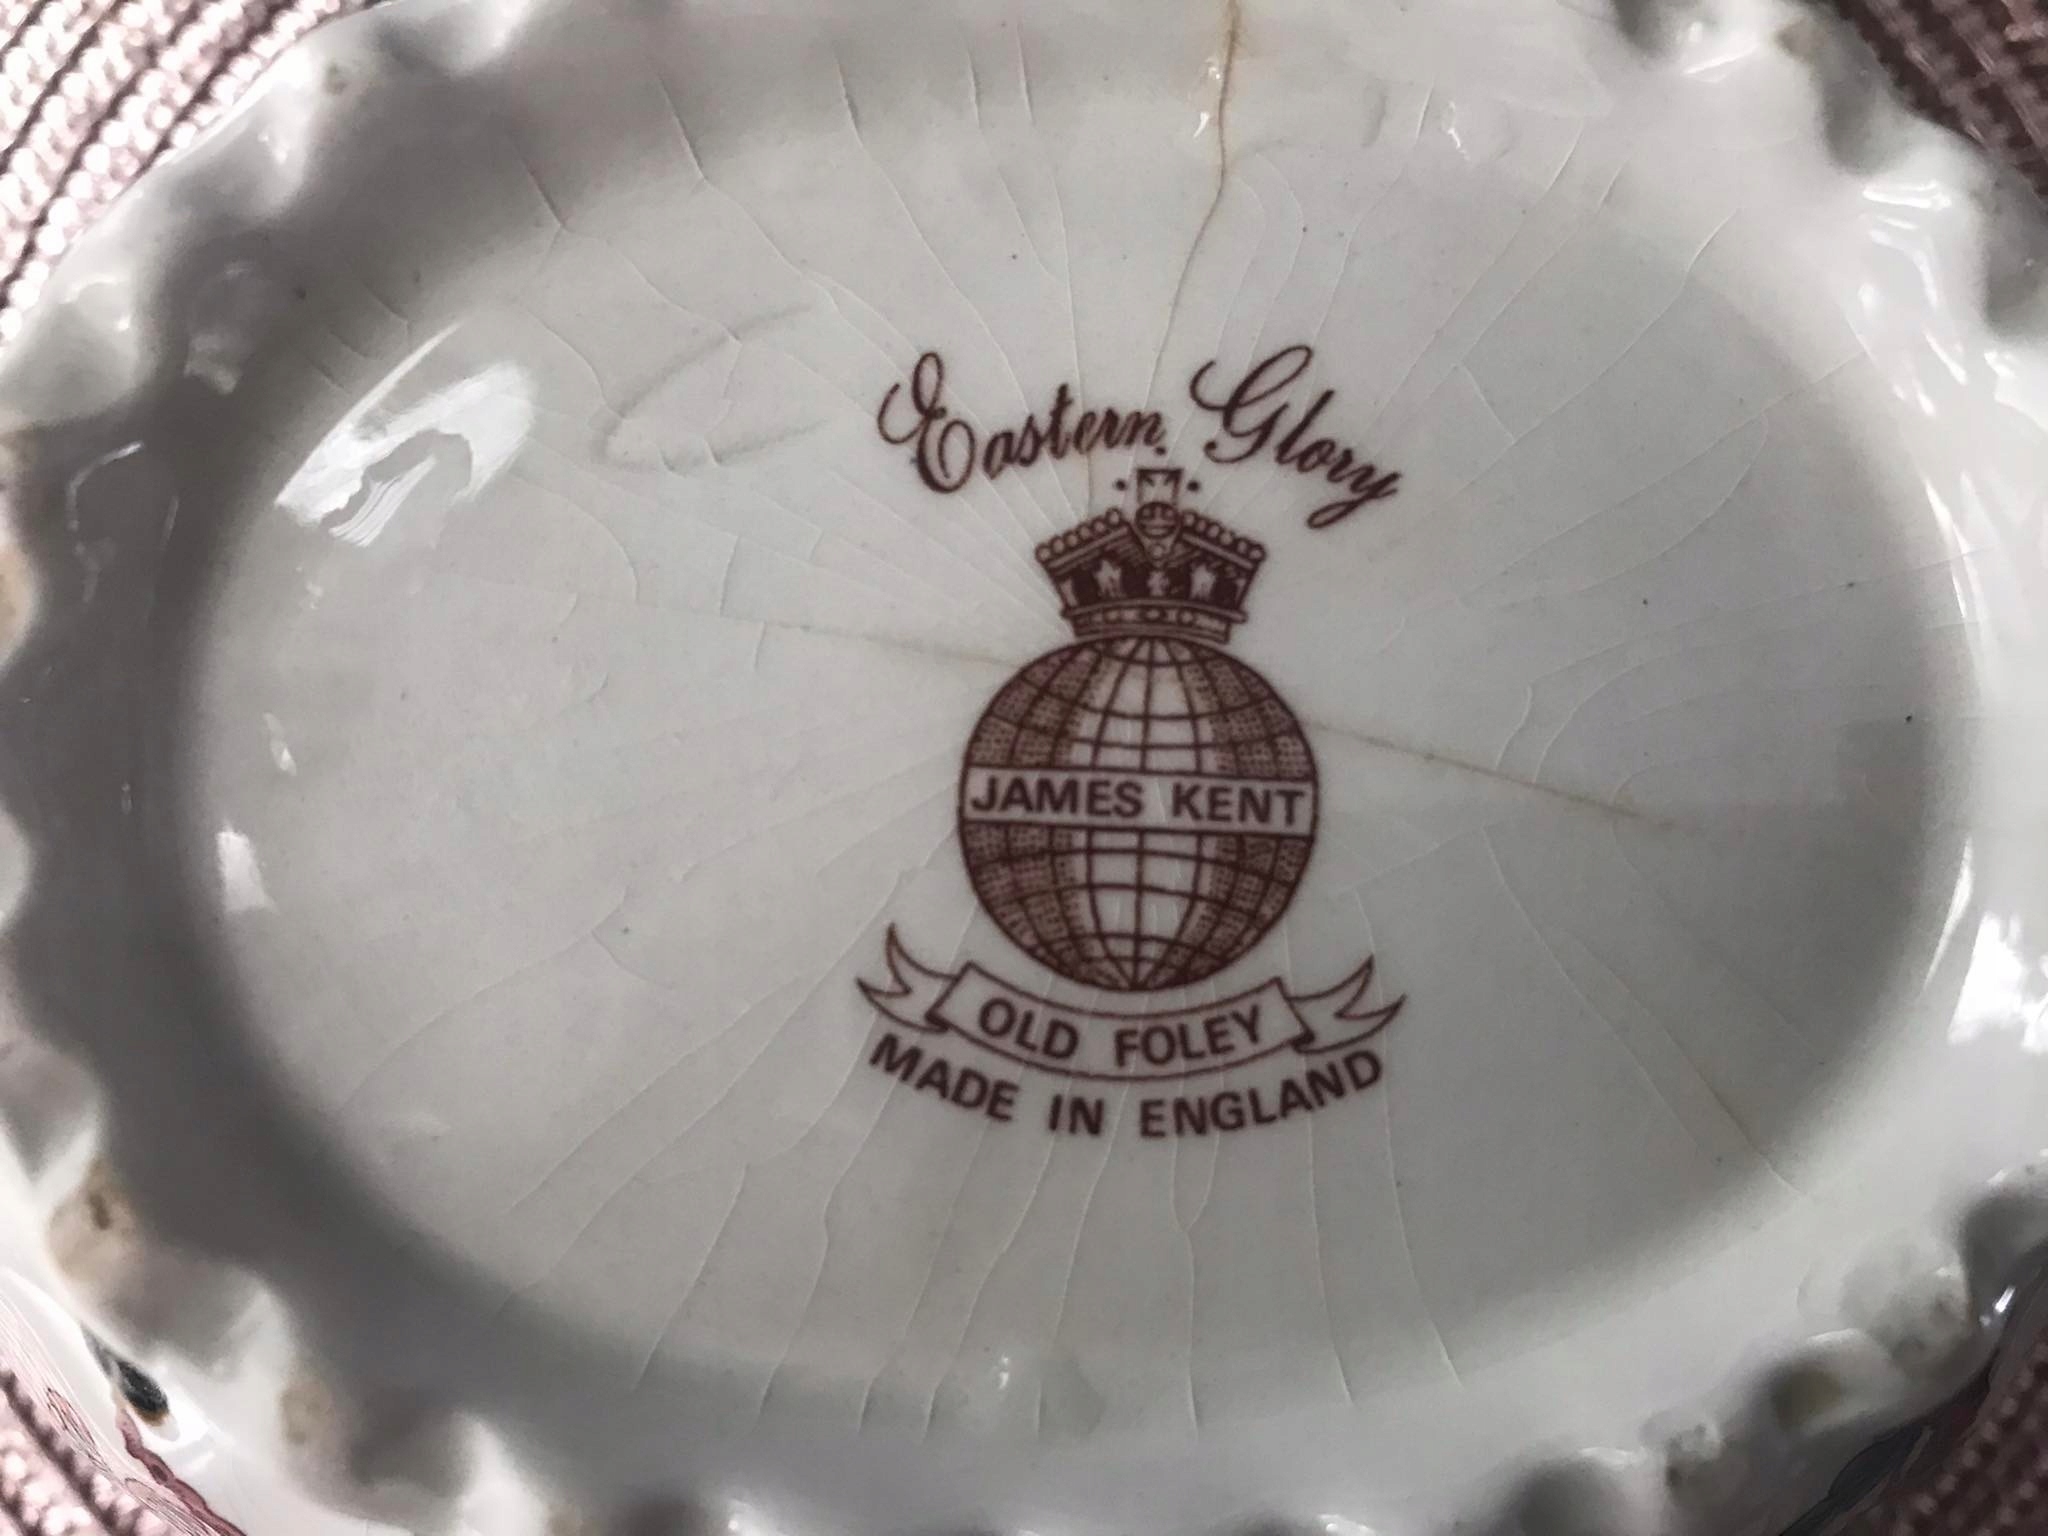 Eastern Glory
JAMES KENT
OLD FOLEY
MADE IN ENGLAND